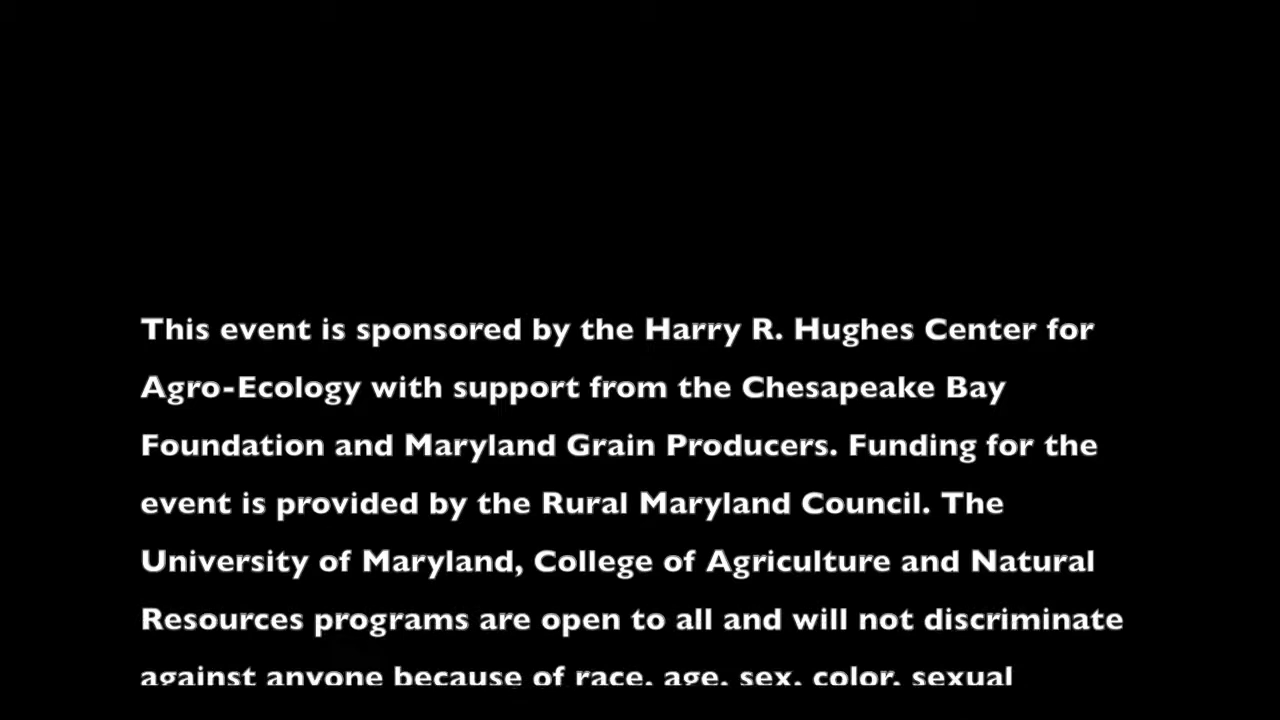 This event is sponsored by the Harry R. Hughes Center for
Agro-Ecology with support from the Chesapeake Bay
Foundation and Maryland Grain Producers. Funding for the
event is provided by the Rural Maryland Council. The
University of Maryland, College of Agriculture and Natural
Resources programs are open to all and will not discriminate
against anyone because of race, age, sex, color, sexual